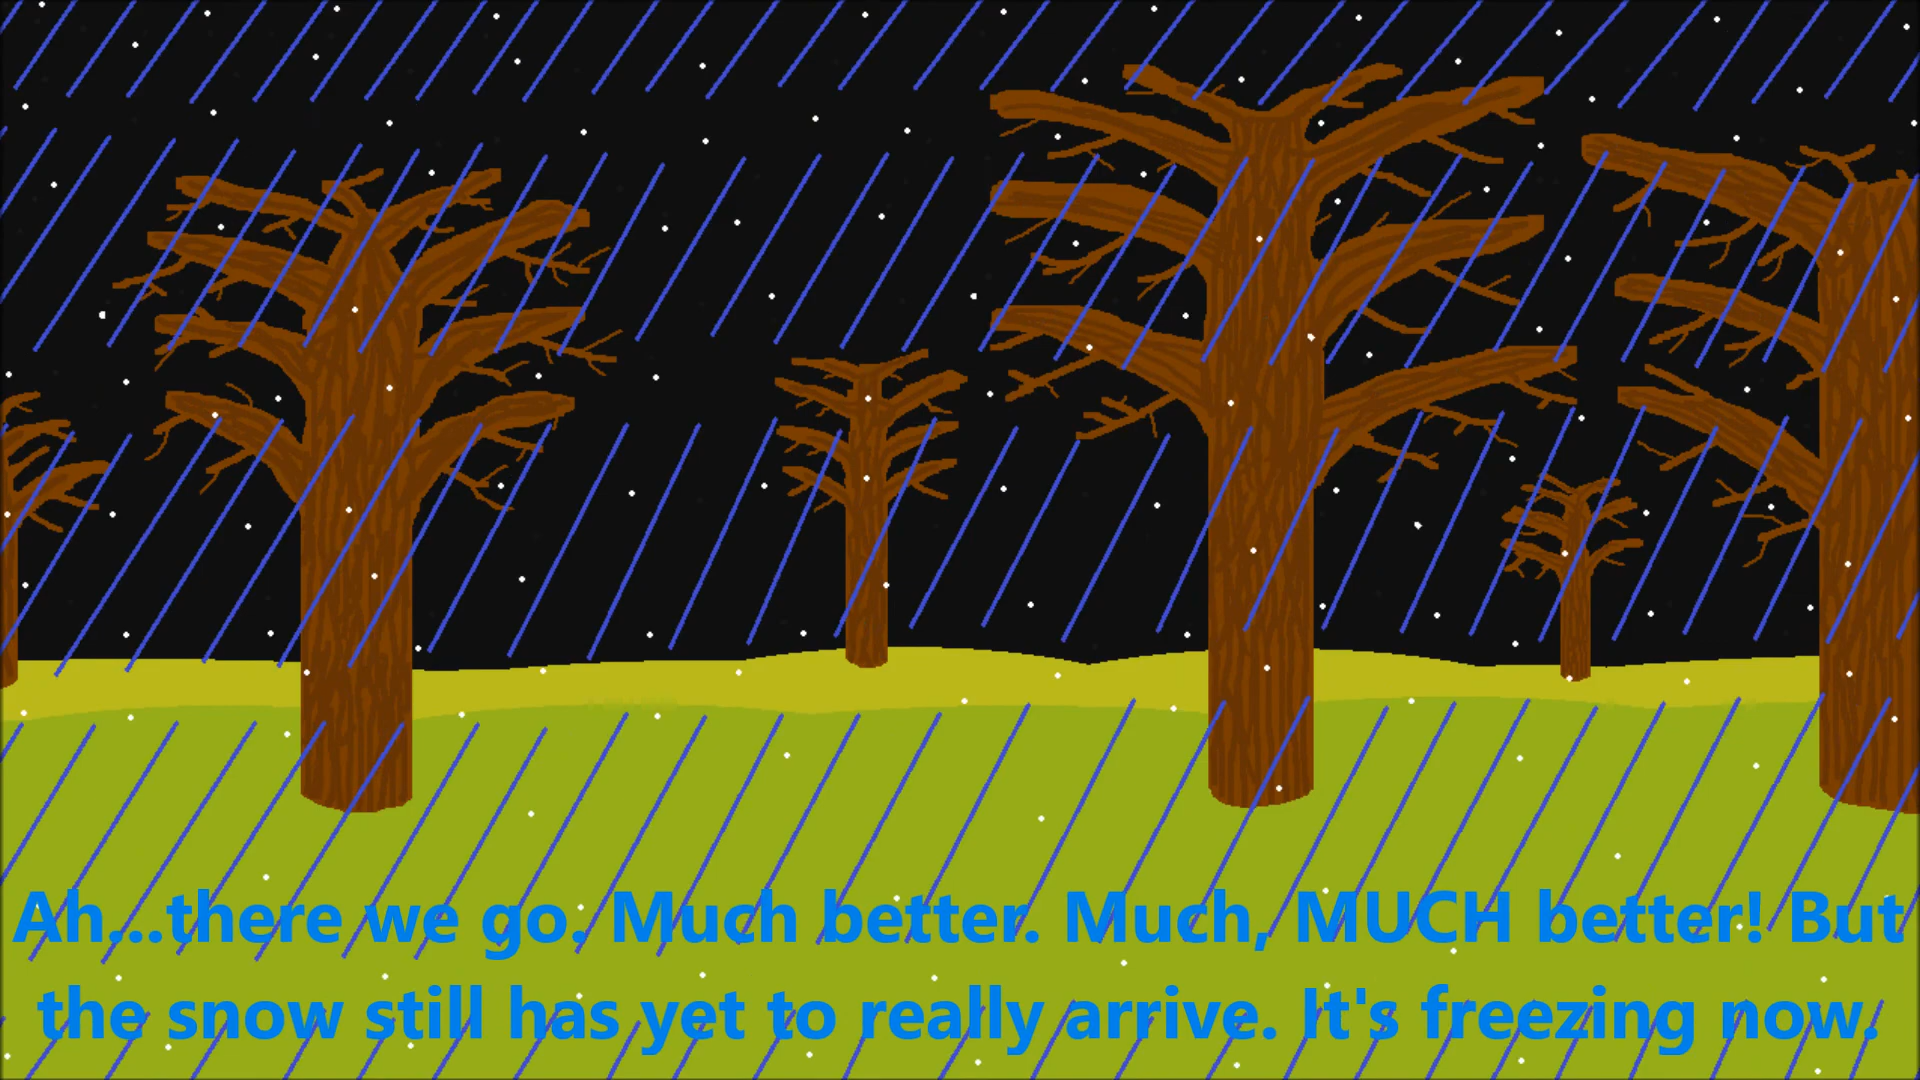 Ah...there we go. Much better. Much, MUCH better! But
the snow still has yet to really arrive. It's freezing now.